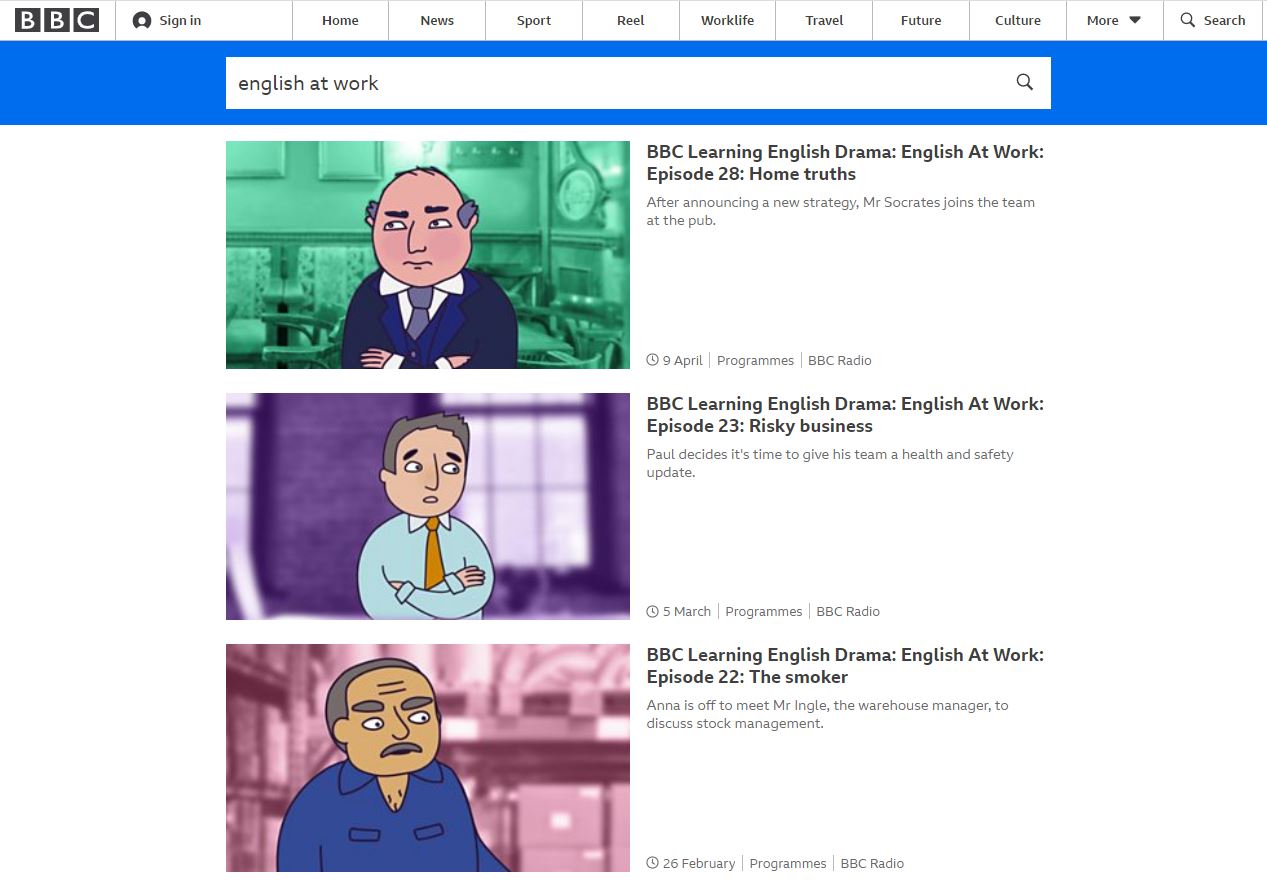 BBC Sign in Home News Sport Reel Worklife Travel Future Culture More Search
english at work
BBC Learning English Drama: English At Work:
Episode 28: Home truths
After announcing a new strategy, Mr Socrates joins the team
at the pub.
9 April Programmes BBC Radio
BBC Learning English Drama: English At Work:
Episode 23: Risky business
Paul decides it's time to give his team a health and safety
update.
5 March Programmes BBC Radio
BBC Learning English Drama: English At Work:
Episode 22: The smoker
Anna is off to meet Mr Ingle, the warehouse manager, to
discuss stock management.
26 February Programmes BBC Radio